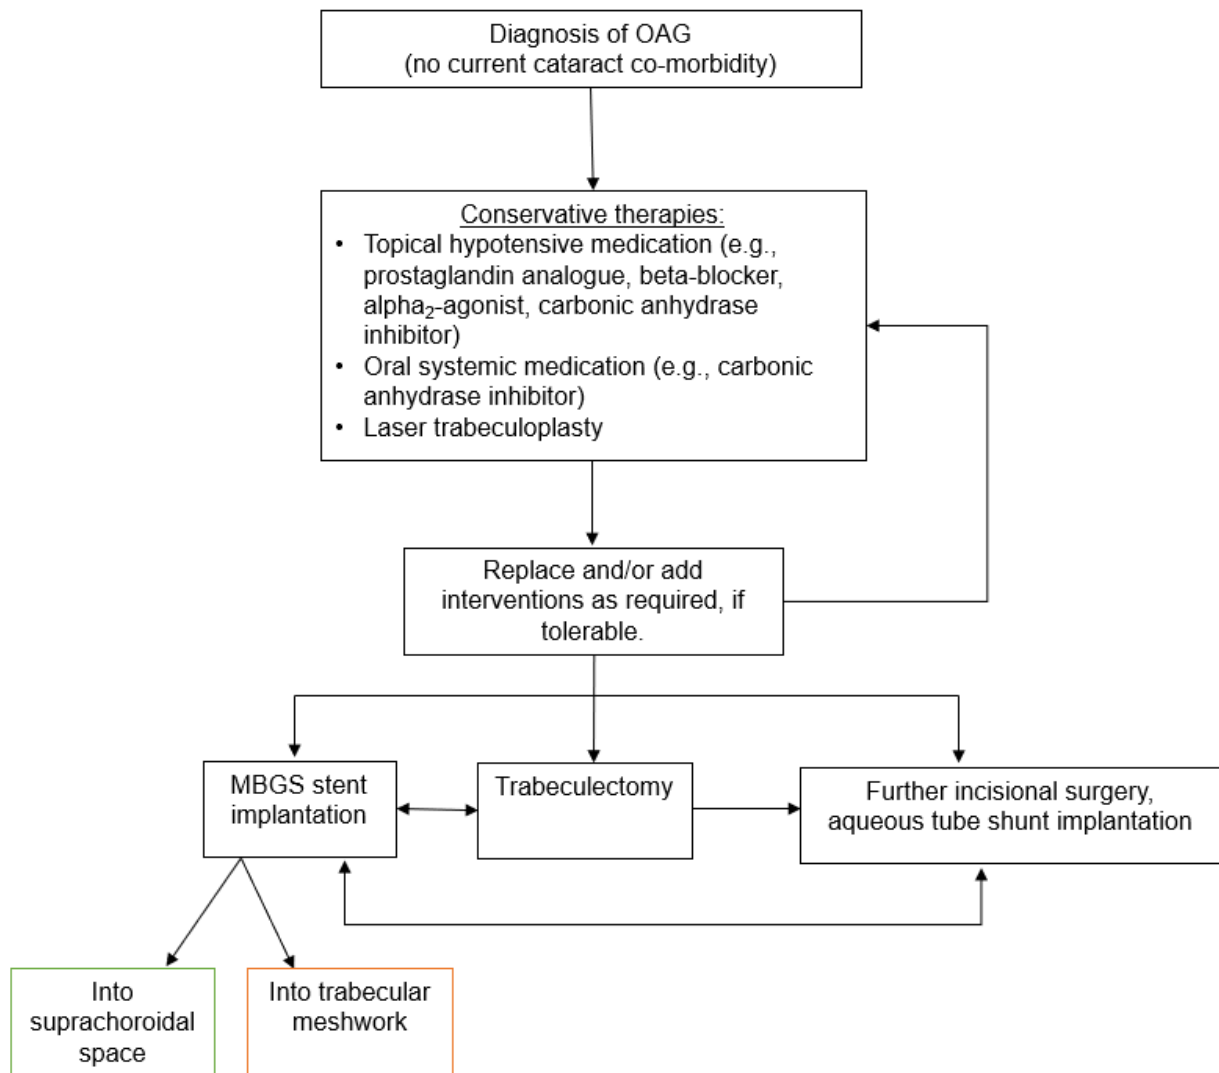 Diagnosis of OAG
(no current cataract co-morbidity)
Conservative therapies:
• Topical hypotensive medication (e.g.,
prostaglandin analogue, beta-blocker,
alpha₂-agonist, carbonic anhydrase
inhibitor)
• Oral systemic medication (e.g., carbonic
anhydrase inhibitor)
• Laser trabeculoplasty
Replace and/or add
interventions as required, if
tolerable.
MBGS stent
implantation
Trabeculectomy
Further incisional surgery,
aqueous tube shunt implantation
Into
suprachoroidal
space
Into trabecular
meshwork